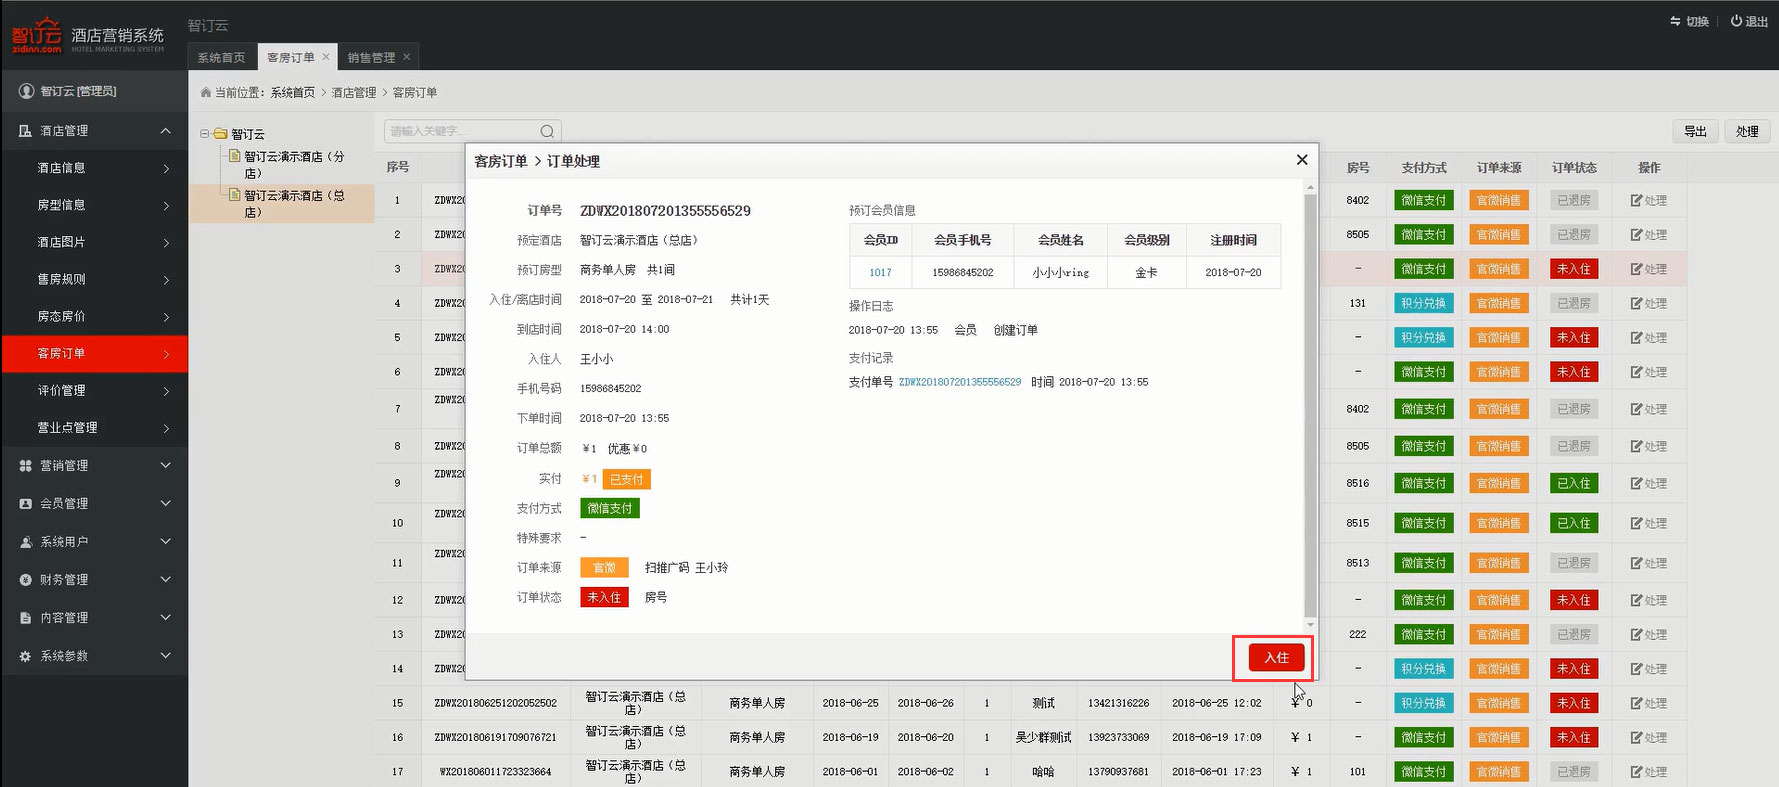 智订云
zidinn.com
酒店营销系统
HOTEL MARKETING SYSTEM
智订云
切换
退出
系统首页
客房订单
销售管理
智订云[管理员]
酒店管理
酒店信息
房型信息
酒店图片
售房规则
房态房价
客房订单
评价管理
营业点管理
营销管理
会员管理
系统用户
财务管理
内容管理
系统参数
当前位置: 系统首页 > 酒店管理 > 客房订单
智订云
智订云演示酒店（分
店）
智订云演示酒店（总
店）
请输入关键字...
导出
处理
序号
房号 支付方式 订单来源 订单状态 操作
1 ZDWX20 8402 微信支付 官微销售 已退房 处理
2 ZDWX20 8505 微信支付 官微销售 已退房 处理
3 ZDWX20 - 微信支付 官微销售 未入住 处理
4 ZDWX20 131 积分兑换 官微销售 已退房 处理
5 ZDWX20 - 积分兑换 官微销售 未入住 处理
6 ZDWX20 - 微信支付 官微销售 未入住 处理
7 ZDWX20 8402 微信支付 官微销售 已退房 处理
8 ZDWX20 8505 微信支付 官微销售 已退房 处理
9 ZDWX20 8516 微信支付 官微销售 已入住 处理
10 ZDWX20 8515 微信支付 官微销售 已入住 处理
11 ZDWX20 8513 微信支付 官微销售 已退房 处理
12 ZDWX20 - 微信支付 官微销售 未入住 处理
13 ZDWX20 222 微信支付 官微销售 已退房 处理
14 ZDWX20 - 积分兑换 官微销售 未入住 处理
15 ZDWX201806251202052502 智订云演示酒店（总店） 商务单人房 2018-06-25 2018-06-26 1 测试 13421316226 2018-06-25 12:02 ￥ 0 - 积分兑换 官微销售 未入住 处理
16 ZDWX201806191709076721 智订云演示酒店（总店） 商务单人房 2018-06-19 2018-06-20 1 吴少群测试 13923733069 2018-06-19 17:09 ￥ 1 - 微信支付 官微销售 未入住 处理
17 WX201806011723323664 智订云演示酒店（总店） 商务单人房 2018-06-01 2018-06-02 1 哈哈 13790937681 2018-06-01 17:23 ￥ 1 101 微信支付 官微销售 已退房 处理
客房订单 > 订单处理
订单号 ZDWX201807201355556529
预定酒店 智订云演示酒店（总店）
预订房型 商务单人房 共1间
入住/离店时间 2018-07-20 至 2018-07-21 共计1天
到店时间 2018-07-20 14:00
入住人 王小小
手机号码 15986845202
下单时间 2018-07-20 13:55
订单总额 ￥1 优惠￥0
实付 ￥1 已支付
支付方式 微信支付
特殊要求 -
订单来源 官微 扫推广码 王小玲
订单状态 未入住 房号
预订会员信息
会员ID 会员手机号 会员姓名 会员级别 注册时间
1017 15986845202 小小小ring 金卡 2018-07-20
操作日志
2018-07-20 13:55 会员 创建订单
支付记录
支付单号 ZDWX201807201355556529 时间 2018-07-20 13:55
入住